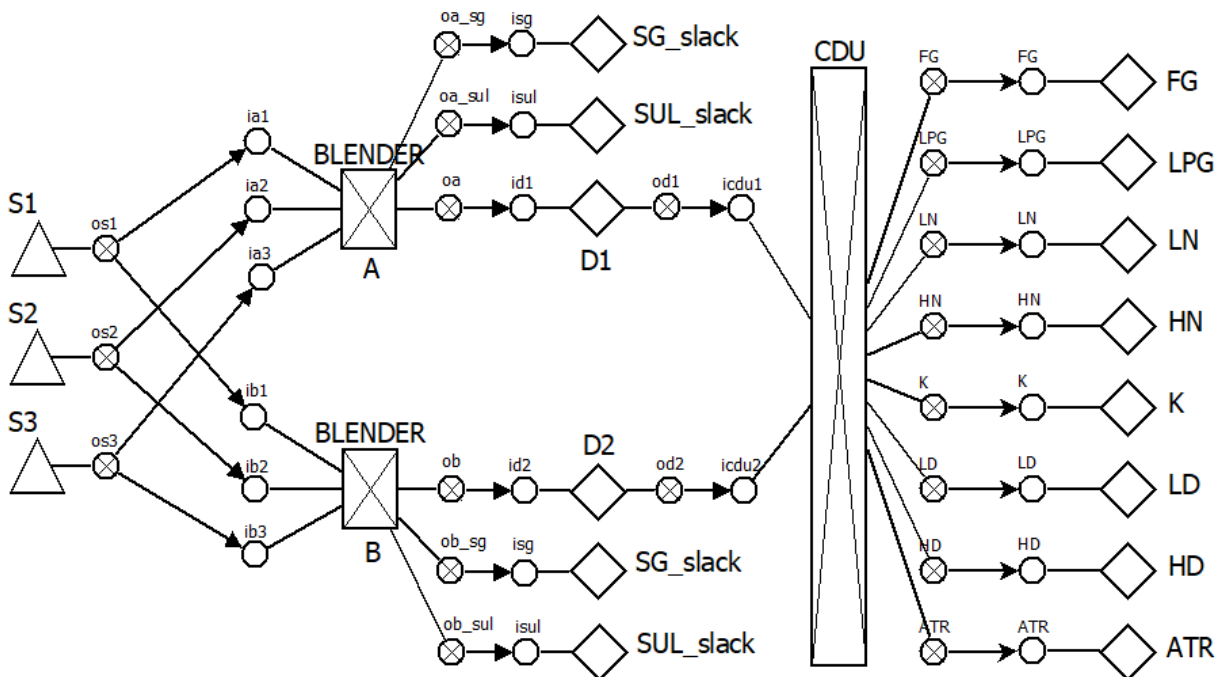 oa_sg
isg
SG_slack
CDU
FG
FG
FG
oa_sul
isul
SUL_slack
ia1
BLENDER
LPG
LPG
LPG
ia2
oa
id1
od1
icdu1
S1
os1
LN
LN
LN
ia3
A
D1
S2
os2
HN
HN
HN
K
K
K
ib1
S3
os3
BLENDER
D2
ib2
ob
id2
od2
icdu2
LD
LD
LD
ib3
B
ob_sg
isg
SG_slack
HD
HD
HD
ob_sul
isul
SUL_slack
ATR
ATR
ATR